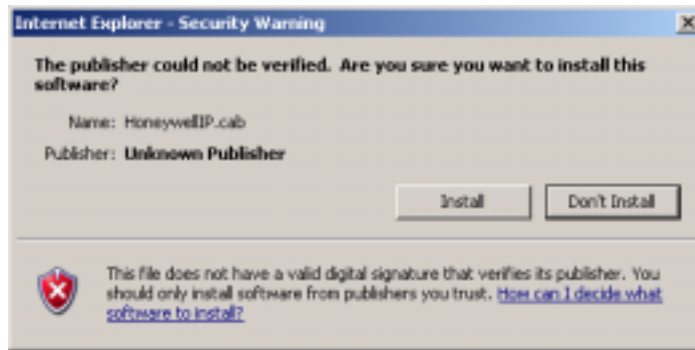 Internet Explorer - Security Warning
The publisher could not be verified. Are you sure you want to install this
software?
Name: HoneywellIP.cab
Publisher: Unknown Publisher
Install Don't Install
This file does not have a valid digital signature that verifies its publisher. You
should only install software from publishers you trust. How can I decide what
software to install?